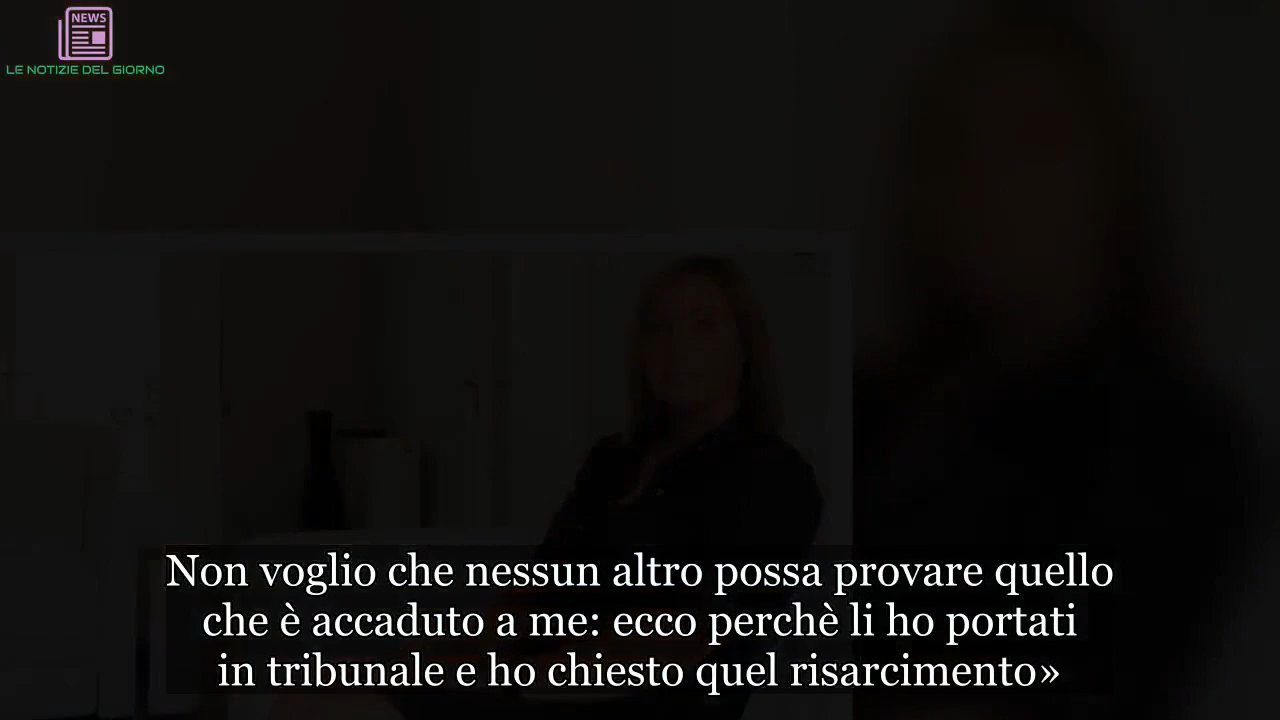 NEWS
LE NOTIZIE DEL GIORNO
Non voglio che nessun altro possa provare quello
che è accaduto a me: ecco perchè li ho portati
in tribunale e ho chiesto quel risarcimento»